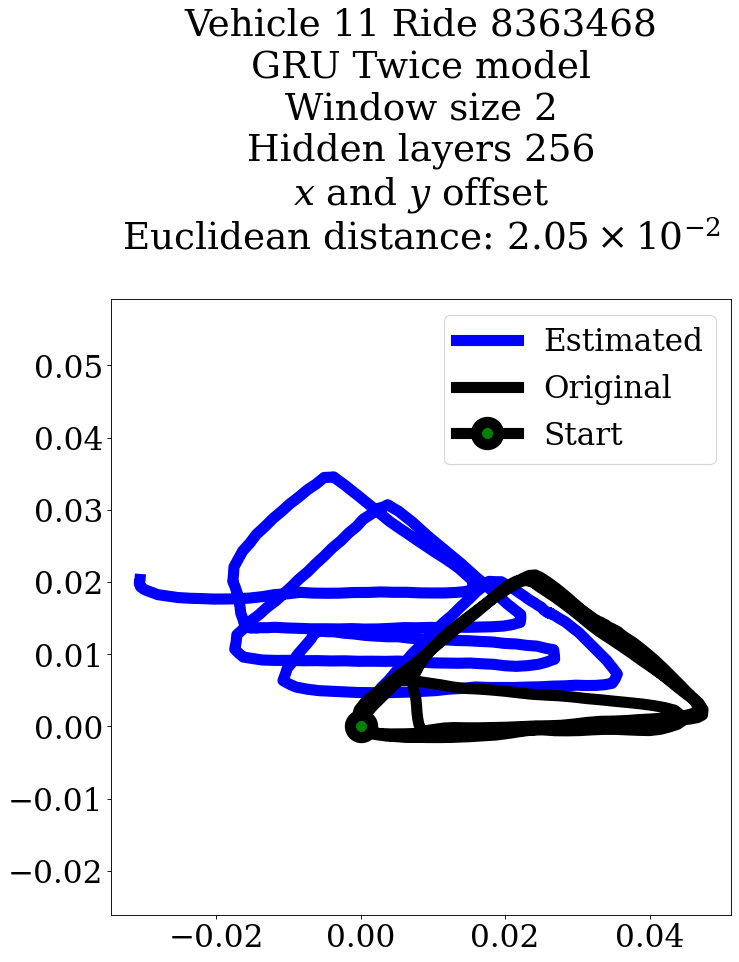 Vehicle 11 Ride 8363468
GRU Twice model
Window size 2
Hidden layers 256
x and y offset
Euclidean distance: 2.05 × 10⁻²
Estimated
Original
Start
0.05
0.04
0.03
0.02
0.01
0.00
−0.01
−0.02
−0.02 0.00 0.02 0.04